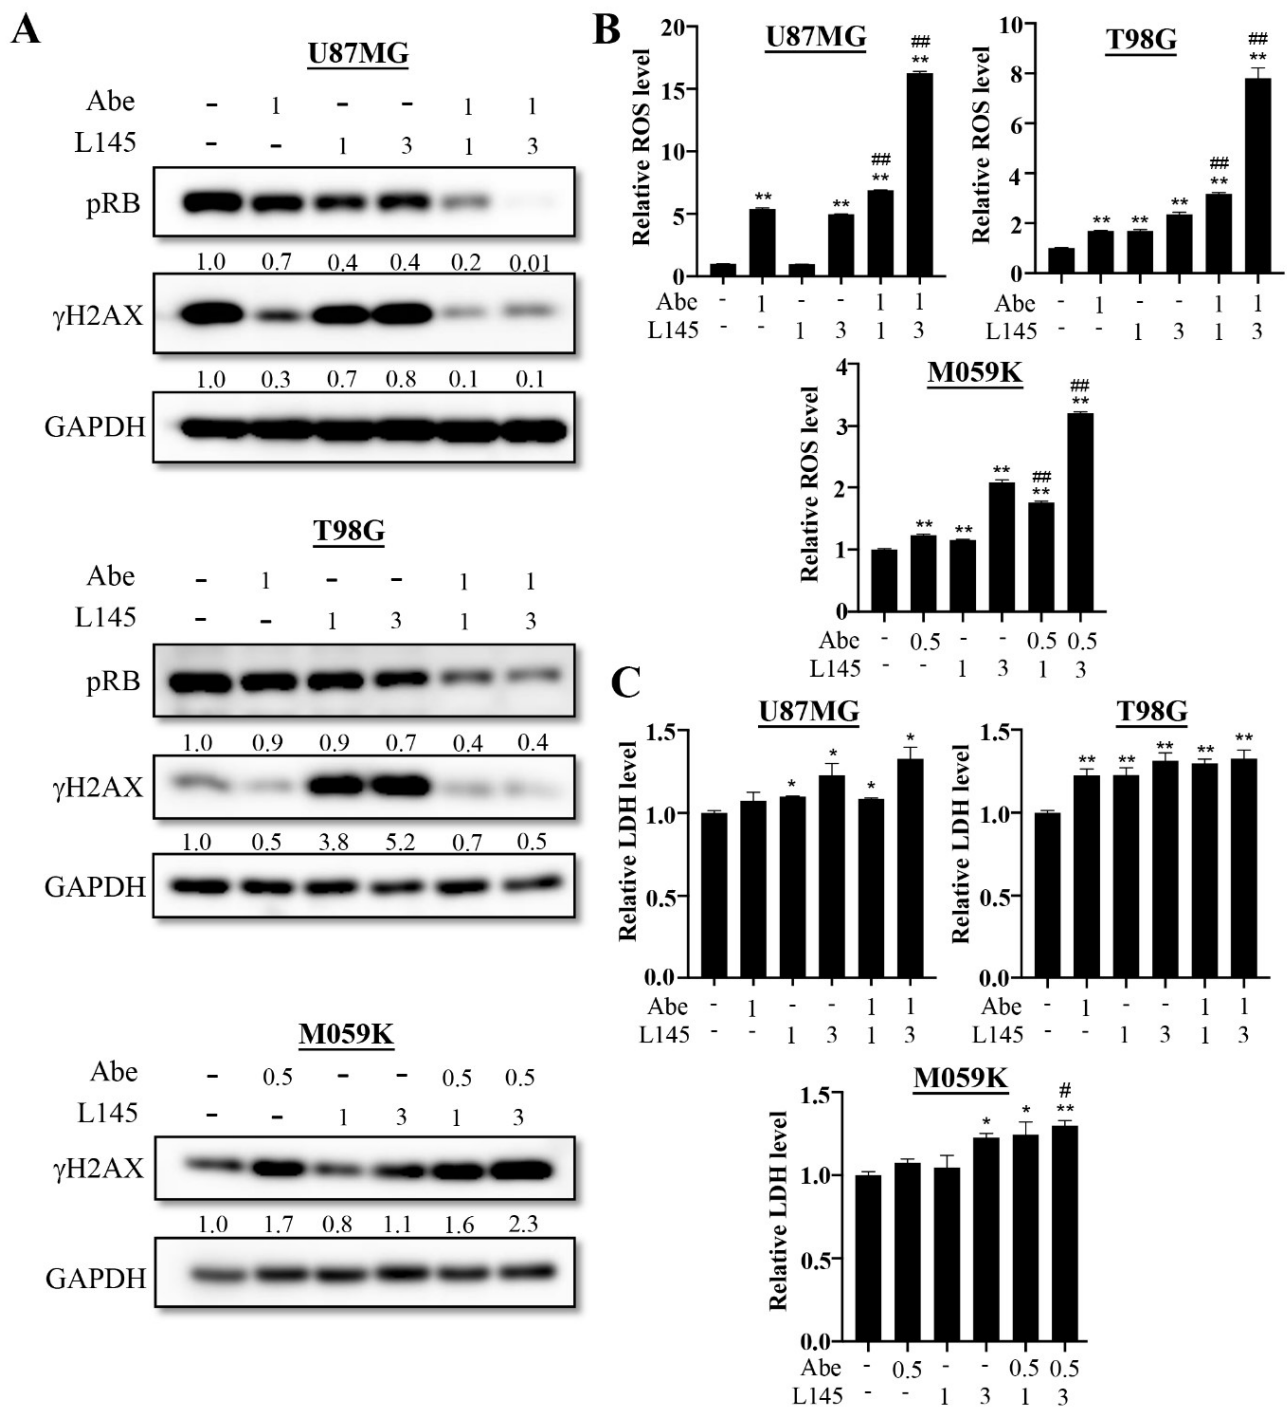 A
U87MG
Abe - 1 - - 1 1
L145 - - 1 3 1 3
pRB
1.0 0.7 0.4 0.4 0.2 0.01
γH2AX
1.0 0.3 0.7 0.8 0.1 0.1
GAPDH
T98G
Abe - 1 - - 1 1
L145 - - 1 3 1 3
pRB
1.0 0.9 0.9 0.7 0.4 0.4
γH2AX
1.0 0.5 3.8 5.2 0.7 0.5
GAPDH
M059K
Abe - 0.5 - - 0.5 0.5
L145 - - 1 3 1 3
γH2AX
1.0 1.7 0.8 1.1 1.6 2.3
GAPDH
B
U87MG
Relative ROS level
20
15
10
5
0
** ** ## ** ## **
Abe - 1 - - 1 1
L145 - - 1 3 1 3
T98G
Relative ROS level
10
8
6
4
2
0
** ** ** ## ** ## **
Abe - 1 - - 1 1
L145 - - 1 3 1 3
M059K
Relative ROS level
4
3
2
1
0
** ** ** ## ** ## **
Abe - 0.5 - - 0.5 0.5
L145 - - 1 3 1 3
C
U87MG
Relative LDH level
1.5
1.0
0.5
0.0
* * * *
Abe - 1 - - 1 1
L145 - - 1 3 1 3
T98G
Relative LDH level
1.5
1.0
0.5
0.0
** ** ** ** **
Abe - 1 - - 1 1
L145 - - 1 3 1 3
M059K
Relative LDH level
1.5
1.0
0.5
0.0
* * # **
Abe - 0.5 - - 0.5 0.5
L145 - - 1 3 1 3